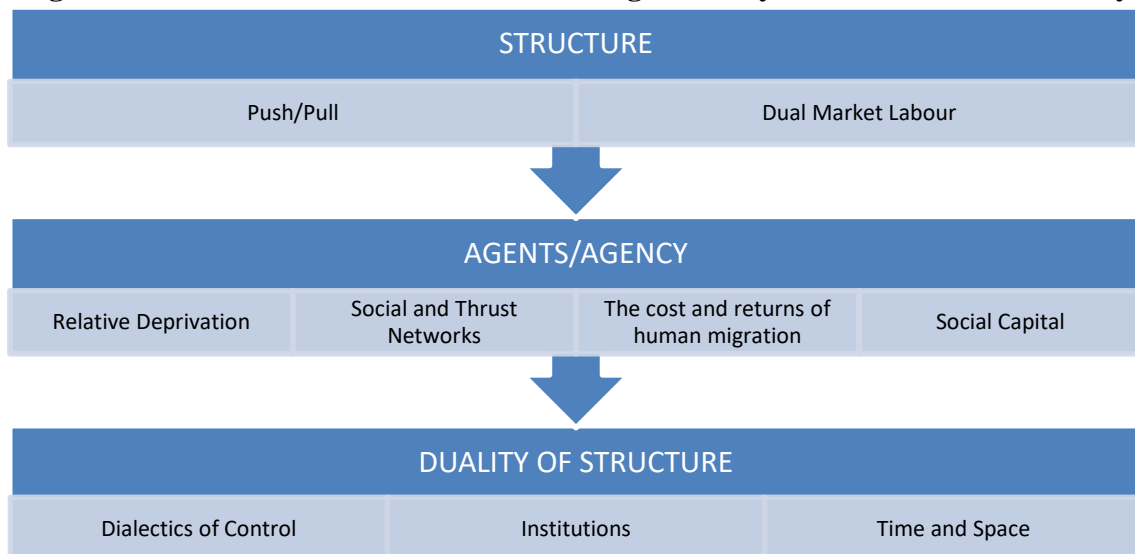 STRUCTURE
Push/Pull
Dual Market Labour
AGENTS/AGENCY
Relative Deprivation
Social and Thrust
Networks
The cost and returns of
human migration
Social Capital
DUALITY OF STRUCTURE
Dialectics of Control
Institutions
Time and Space